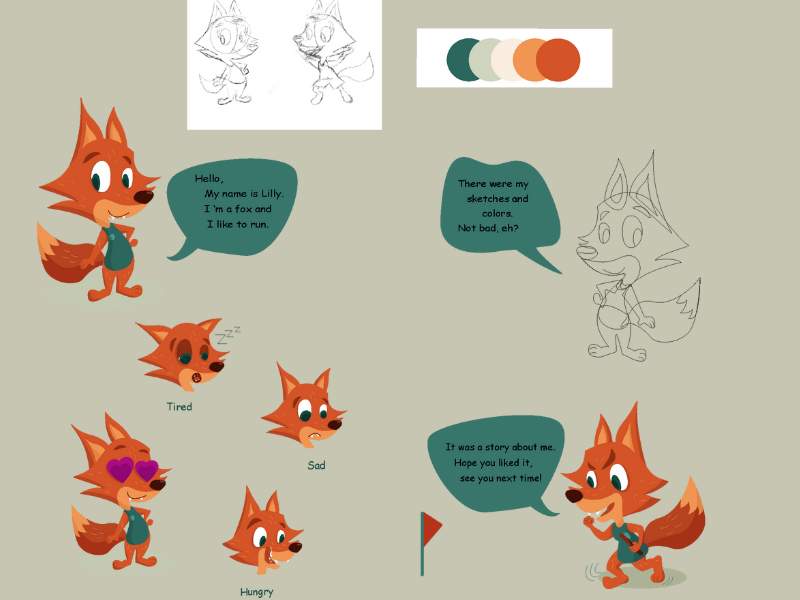 Hello,
My name is Lilly.
I 'm a fox and
I like to run.
There were my
sketches and
colors.
Not bad, eh?
zzz
Tired
Sad
Hungry
It was a story about me.
Hope you liked it,
see you next time!